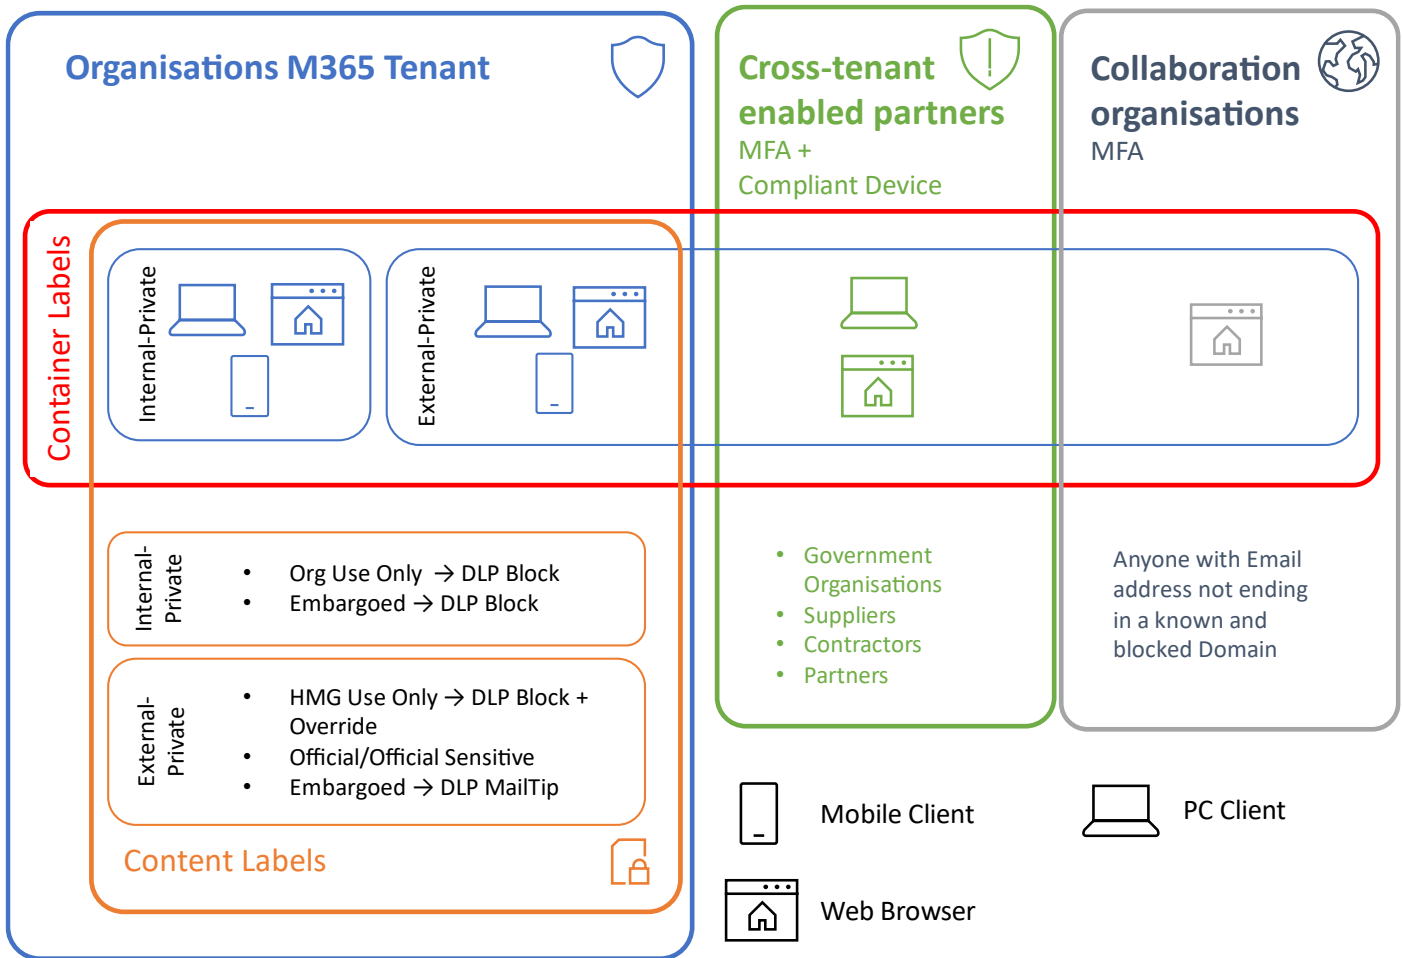 Organisations M365 Tenant
Cross-tenant
enabled partners
MFA +
Compliant Device
Collaboration
organisations
MFA
Container Labels
Internal-Private
External-Private
Internal-
Private
• Org Use Only → DLP Block
• Embargoed → DLP Block
External-
Private
• HMG Use Only → DLP Block +
Override
• Official/Official Sensitive
• Embargoed → DLP MailTip
Content Labels
• Government
Organisations
• Suppliers
• Contractors
• Partners
Anyone with Email
address not ending
in a known and
blocked Domain
Mobile Client
PC Client
Web Browser